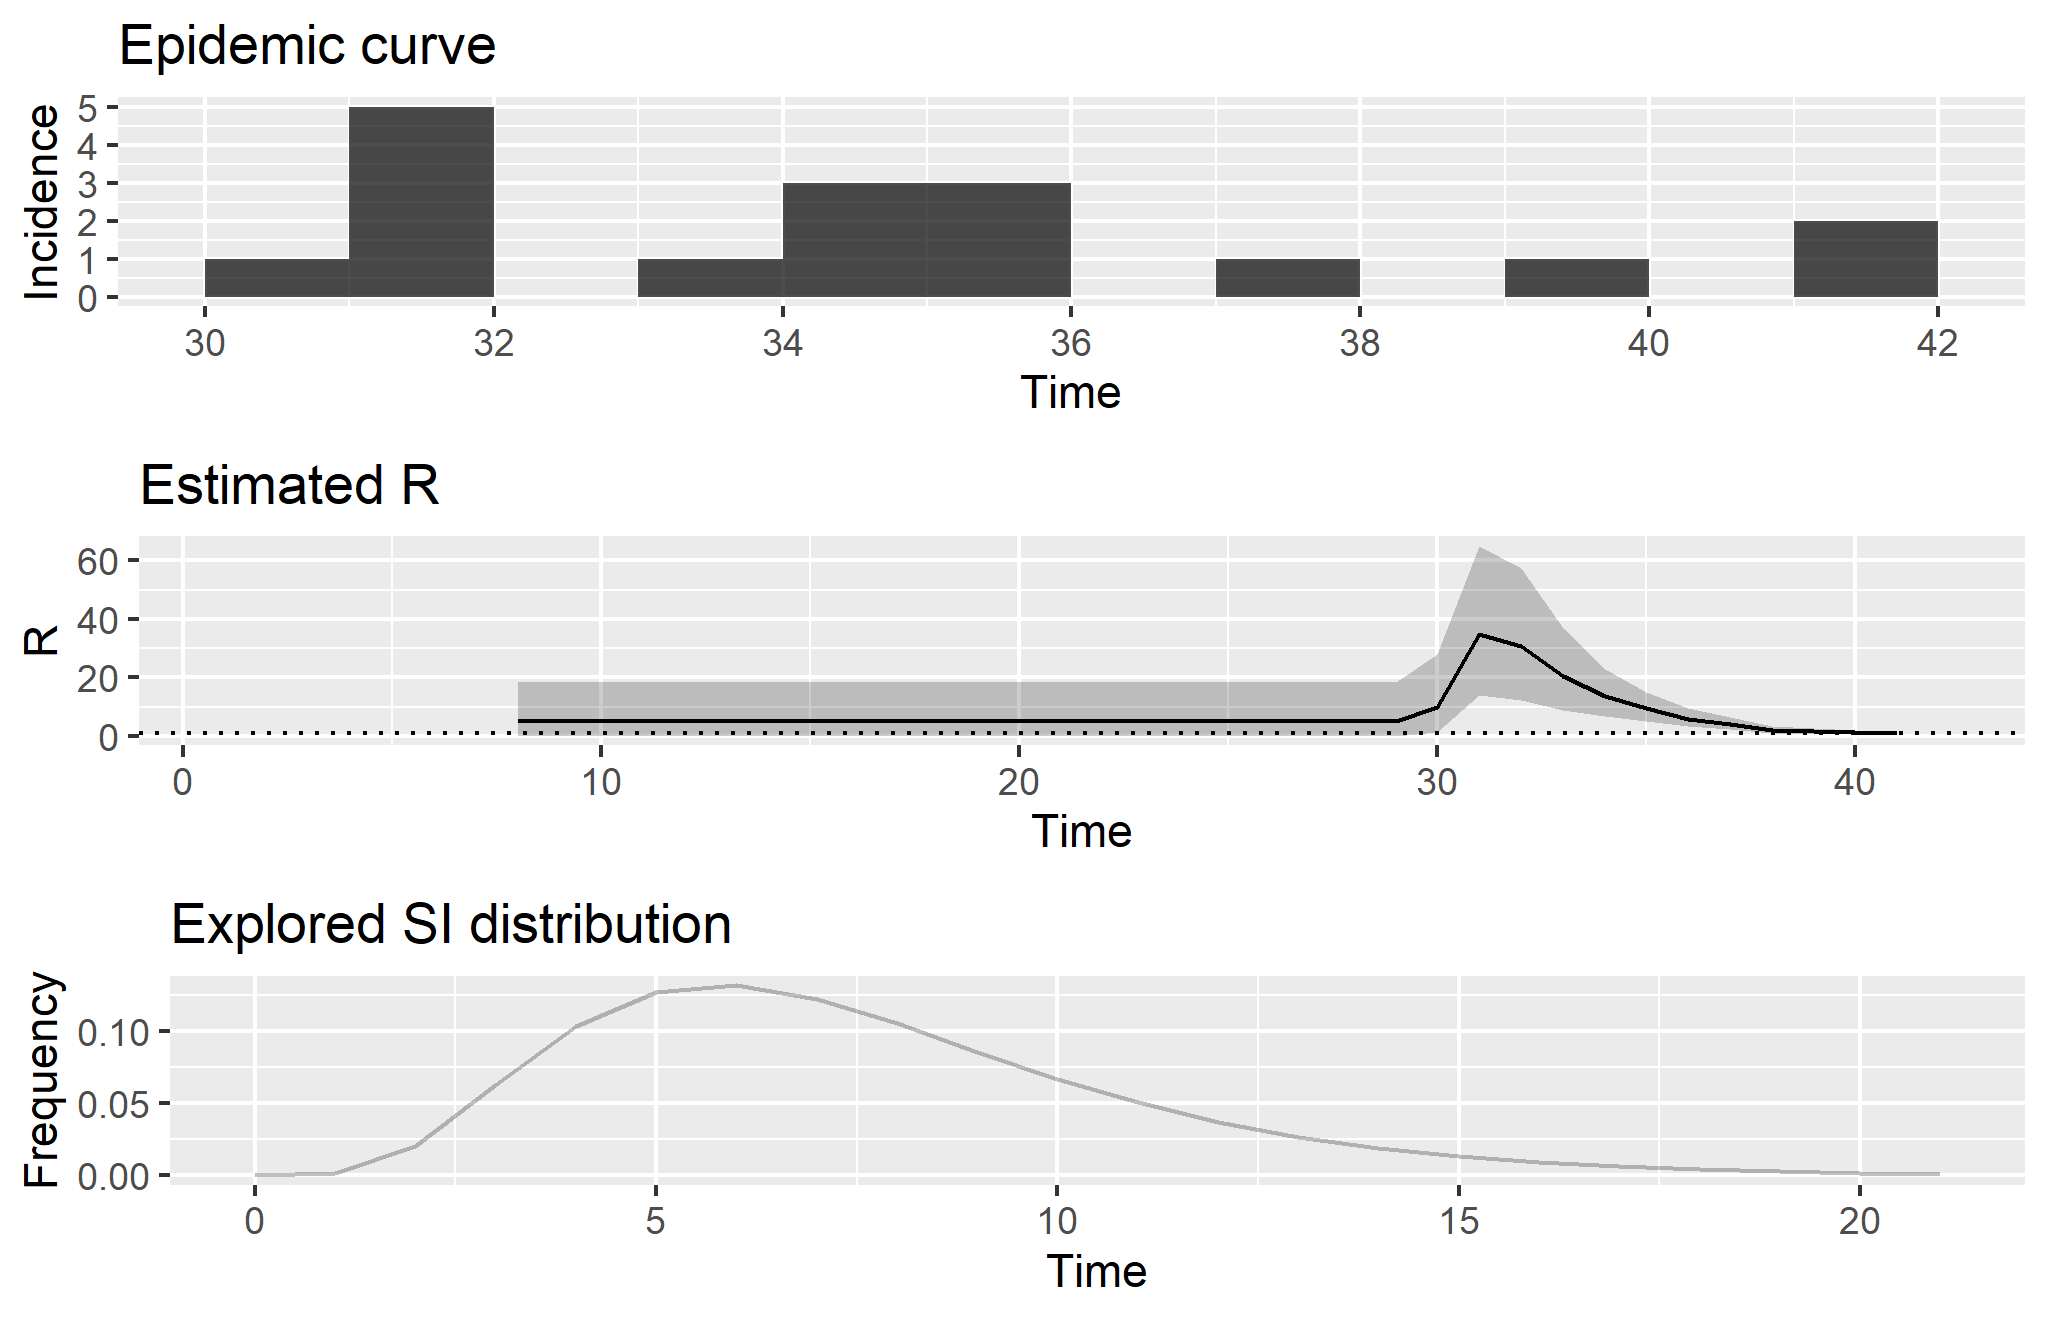 Epidemic curve
Incidence
5
4
3
2
1
0
30 32 34 36 38 40 42
Time
Estimated R
R
60
40
20
0
0 10 20 30 40
Time
Explored SI distribution
Frequency
0.10
0.05
0.00
0 5 10 15 20
Time